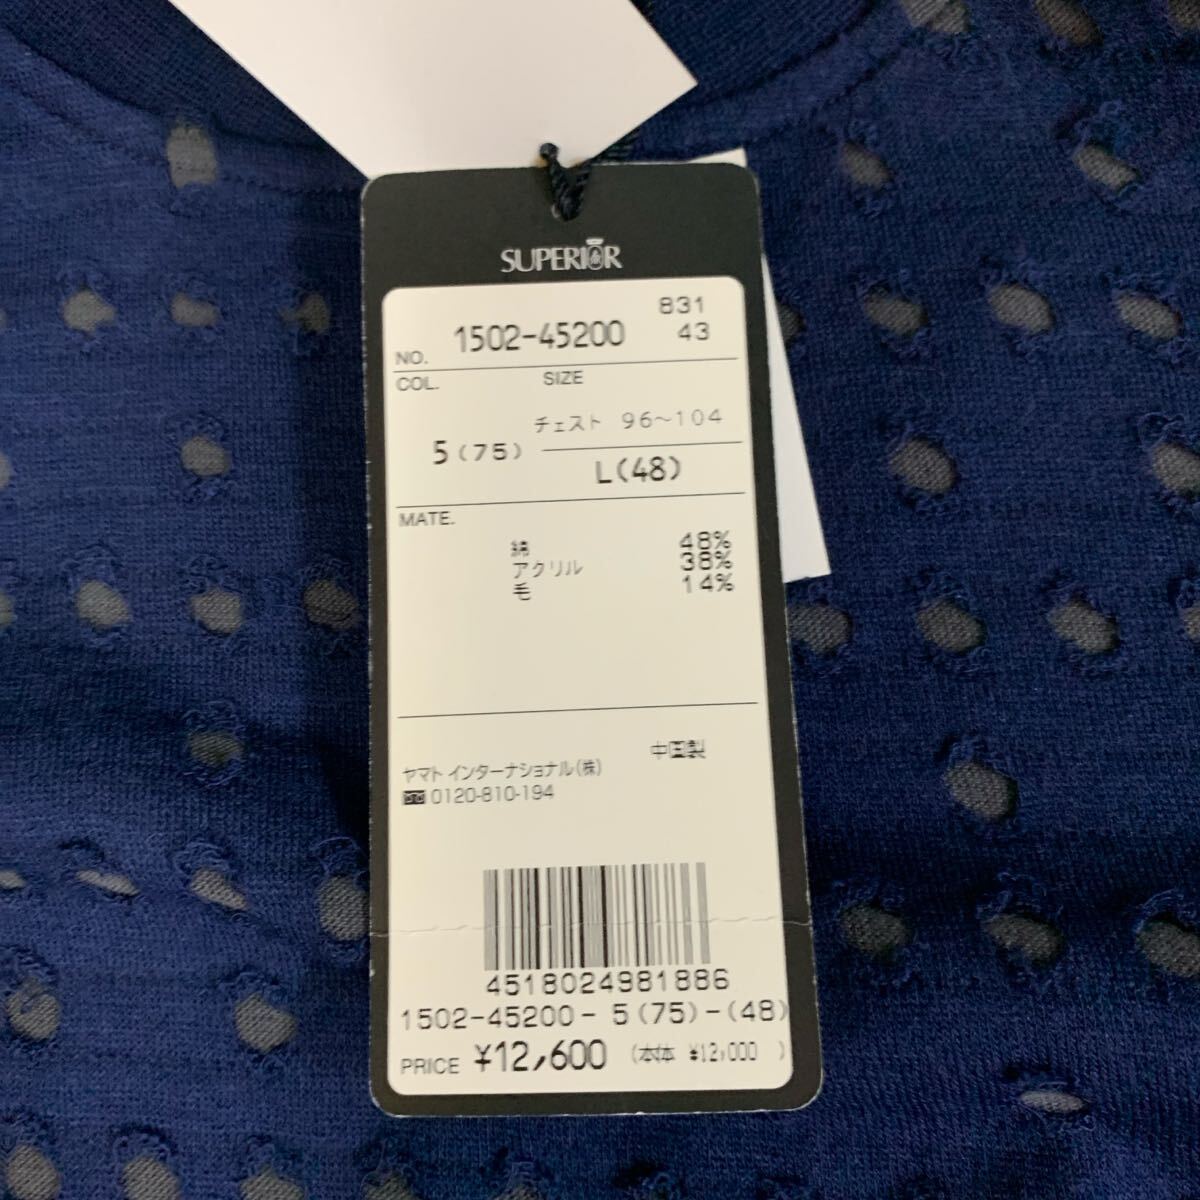 SUPERIOR
831
NO. 1502-45200 43
COL. SIZE
チェスト 96~104
5(75)
L(48)
MATE.
綿 48%
アクリル 38%
毛 14%
中国製
ヤマト インターナショナル(株)
0120-810-194
4518024981886
1502-45200- 5(75)-(48)
PRICE ¥12,600 (本体 ¥12,000 )